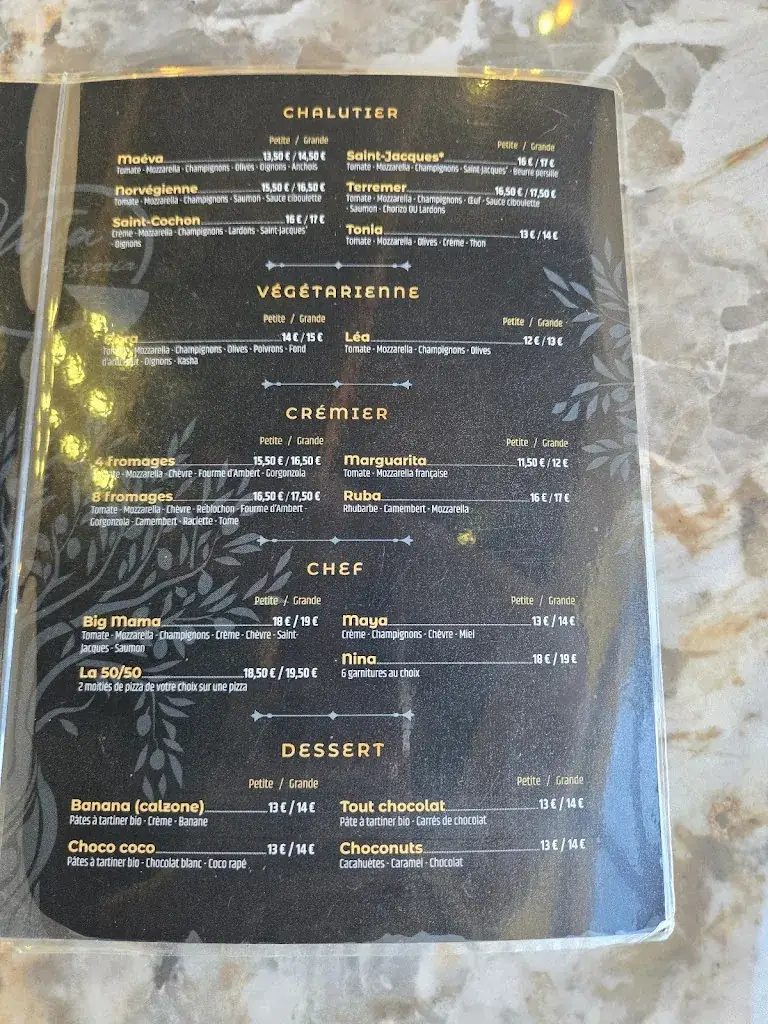 CHALUTIER
Petite / Grande
Maéva 13,50 € / 14,50 €
Tomate - Mozzarella - Champignons - Olives - Oignons - Anchois
Norvégienne 15,50 € / 16,50 €
Tomate - Mozzarella - Champignons - Saumon - Sauce ciboulette
Saint-Cochon 16 € / 17 €
Crème - Mozzarella - Champignons - Lardons - Saint-Jacques*
- Oignons
Petite / Grande
Saint-Jacques* 16 € / 17 €
Tomate - Mozzarella - Champignons - Saint-Jacques* - Beurre persillé
Terremer 16,50 € / 17,50 €
Tomate - Mozzarella - Champignons - Œuf - Sauce ciboulette
- Saumon - Chorizo OU Lardons
Tonia 13 € / 14 €
Tomate - Mozzarella - Olives - Crème - Thon
VÉGÉTARIENNE
Petite / Grande
14 € / 15 €
Mozzarella - Champignons - Olives - Poivrons - Fond
- Oignons - Kasha
Petite / Grande
Léa 12 € / 13 €
Tomate - Mozzarella - Champignons - Olives
CRÉMIER
Petite / Grande
4 fromages 15,50 € / 16,50 €
Tomate - Mozzarella - Chèvre - Fourme d'Ambert - Gorgonzola
8 fromages 16,50 € / 17,50 €
Tomate - Mozzarella - Chèvre - Reblochon - Fourme d'Ambert -
Gorgonzola - Camembert - Raclette - Tome
Petite / Grande
Marguarita 11,50 € / 12 €
Tomate - Mozzarella française
Ruba 16 € / 17 €
Rhubarbe - Camembert - Mozzarella
CHEF
Petite / Grande
Big Mama 18 € / 19 €
Tomate - Mozzarella - Champignons - Crème - Chèvre - Saint-
Jacques - Saumon
La 50/50 18,50 € / 19,50 €
2 moitiés de pizza de votre choix sur une pizza
Petite / Grande
Maya 13 € / 14 €
Crème - Champignons - Chèvre - Miel
Nina 18 € / 19 €
6 garnitures au choix
DESSERT
Petite / Grande
Banana (calzone) 13 € / 14 €
Pâtes à tartiner bio - Crème - Banane
Choco coco 13 € / 14 €
Pâtes à tartiner bio - Chocolat blanc - Coco rapé
Petite / Grande
Tout chocolat 13 € / 14 €
Pâte à tartiner bio - Carrés de chocolat
Choconuts 13 € / 14 €
Cacahuètes - Caramel - Chocolat